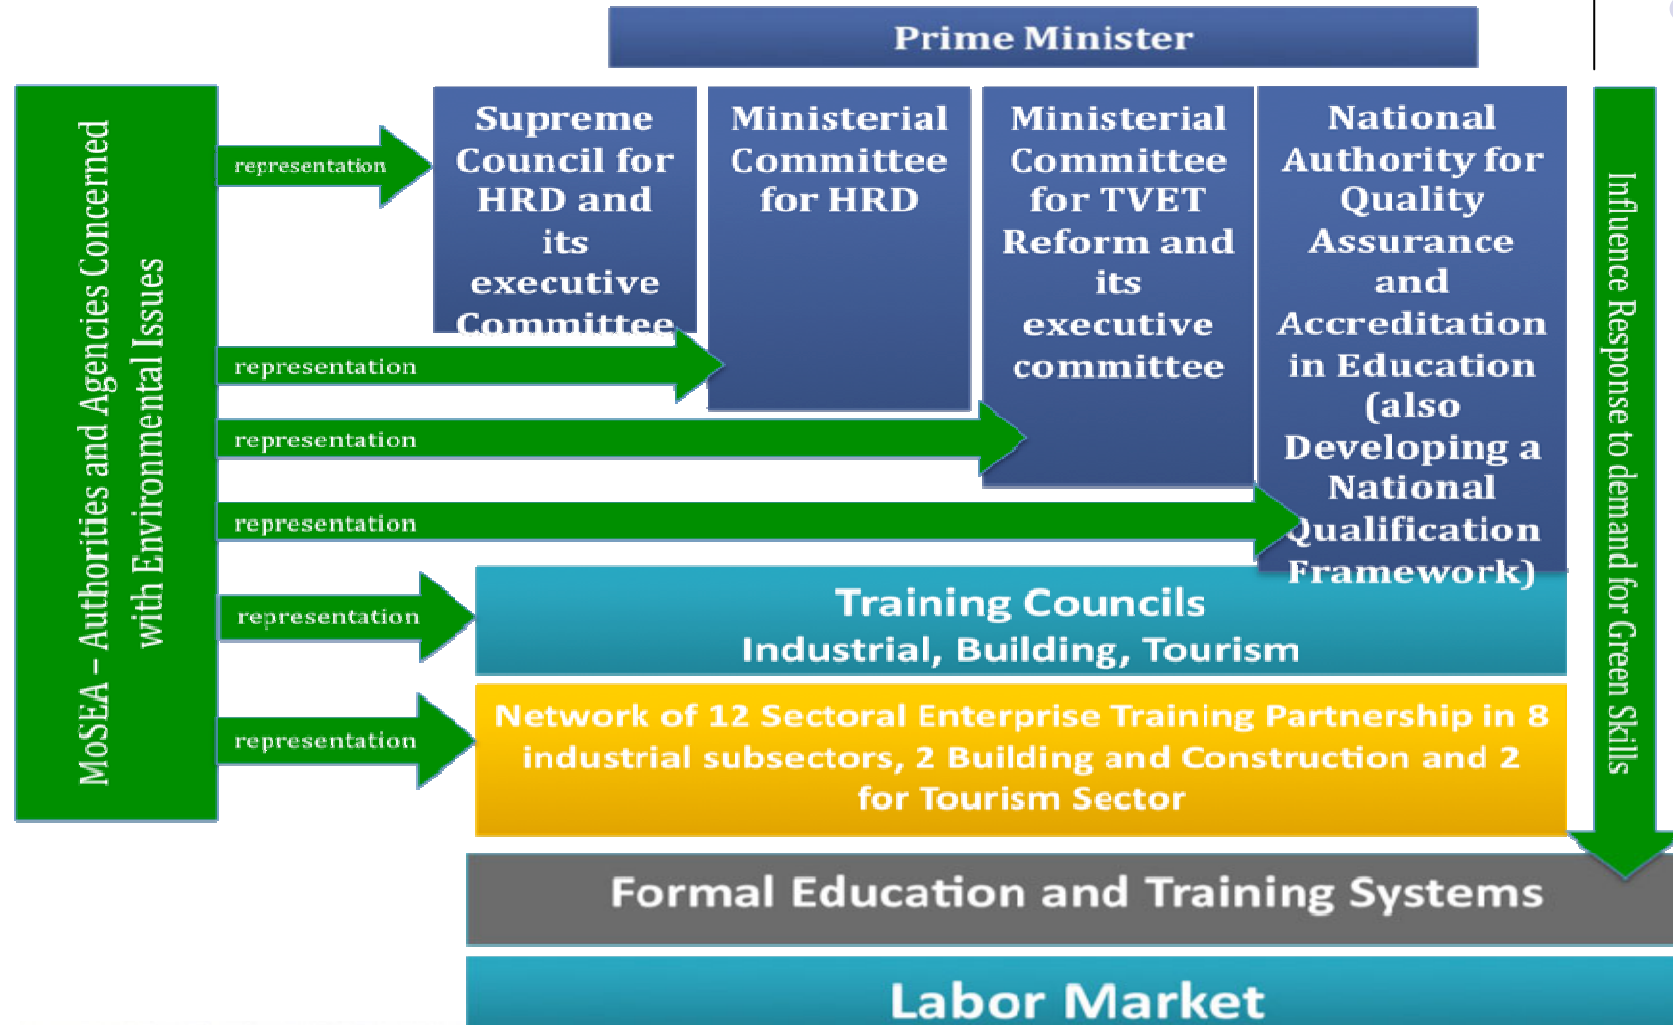 Prime Minister
MoSEA – Authorities and Agencies Concerned
with Environmental Issues
representation
Supreme
Council for
HRD and
its
executive
Committee
Ministerial
Committee
for HRD
Ministerial
Committee
for TVET
Reform and
its
executive
committee
National
Authority for
Quality
Assurance
and
Accreditation
in Education
(also
Developing a
National
Qualification
Framework)
Influence Response to demand for Green Skills
representation
representation
representation
representation
Training Councils
Industrial, Building, Tourism
representation
Network of 12 Sectoral Enterprise Training Partnership in 8
industrial subsectors, 2 Building and Construction and 2
for Tourism Sector
Formal Education and Training Systems
Labor Market